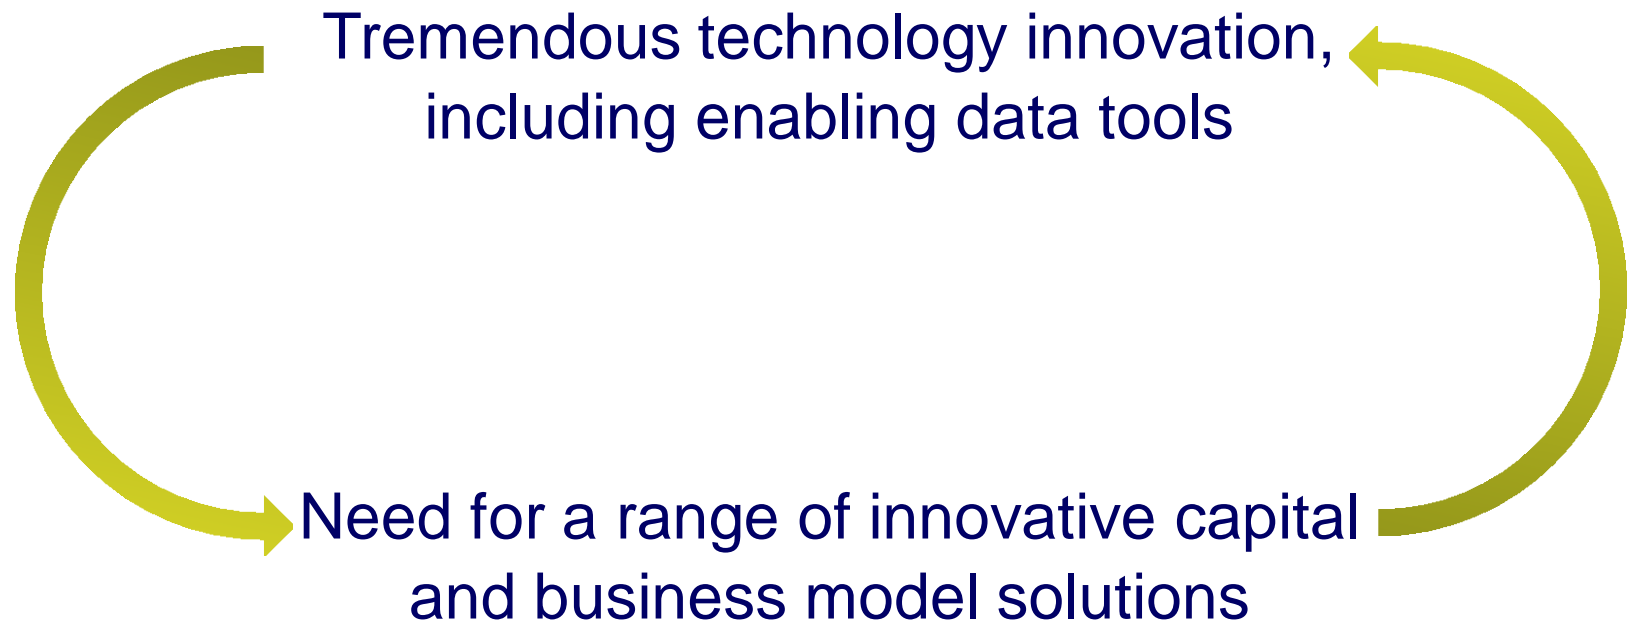 Tremendous technology innovation,
including enabling data tools
Need for a range of innovative capital
and business model solutions